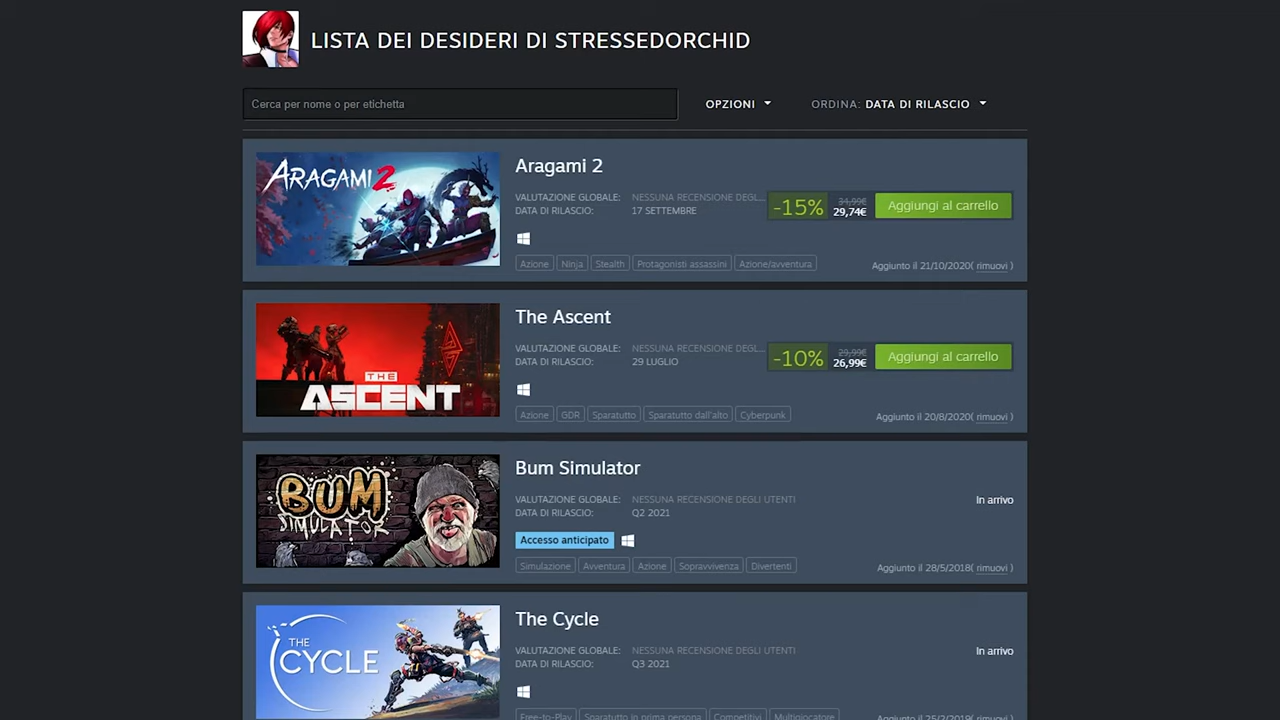 LISTA DEI DESIDERI DI STRESSEDORCHID
Cerca per nome o per etichetta
OPZIONI
ORDINA: DATA DI RILASCIO
ARAGAMI 2
Aragami 2
VALUTAZIONE GLOBALE: NESSUNA RECENSIONE DEGL...
DATA DI RILASCIO: 17 SETTEMBRE
-15% 34,99€ 29,74€ Aggiungi al carrello
Azione Ninja Stealth Protagonisti assassini Azione/avventura
Aggiunto il 21/10/2020( rimuovi )
THE ASCENT
The Ascent
VALUTAZIONE GLOBALE: NESSUNA RECENSIONE DEGL...
DATA DI RILASCIO: 29 LUGLIO
-10% 29,99€ 26,99€ Aggiungi al carrello
Azione GDR Sparatutto Sparatutto dall'alto Cyberpunk
Aggiunto il 20/8/2020( rimuovi )
BUM SIMULATOR
Bum Simulator
VALUTAZIONE GLOBALE: NESSUNA RECENSIONE DEGLI UTENTI
DATA DI RILASCIO: Q2 2021
In arrivo
Accesso anticipato
Simulazione Avventura Azione Sopravvivenza Divertenti
Aggiunto il 28/5/2018( rimuovi )
THE CYCLE
The Cycle
VALUTAZIONE GLOBALE: NESSUNA RECENSIONE DEGLI UTENTI
DATA DI RILASCIO: Q3 2021
In arrivo
Free-to-Play Sparatutto in prima persona Competitivi Multigiocatore
Aggiunto il 25/2/2019( rimuovi )